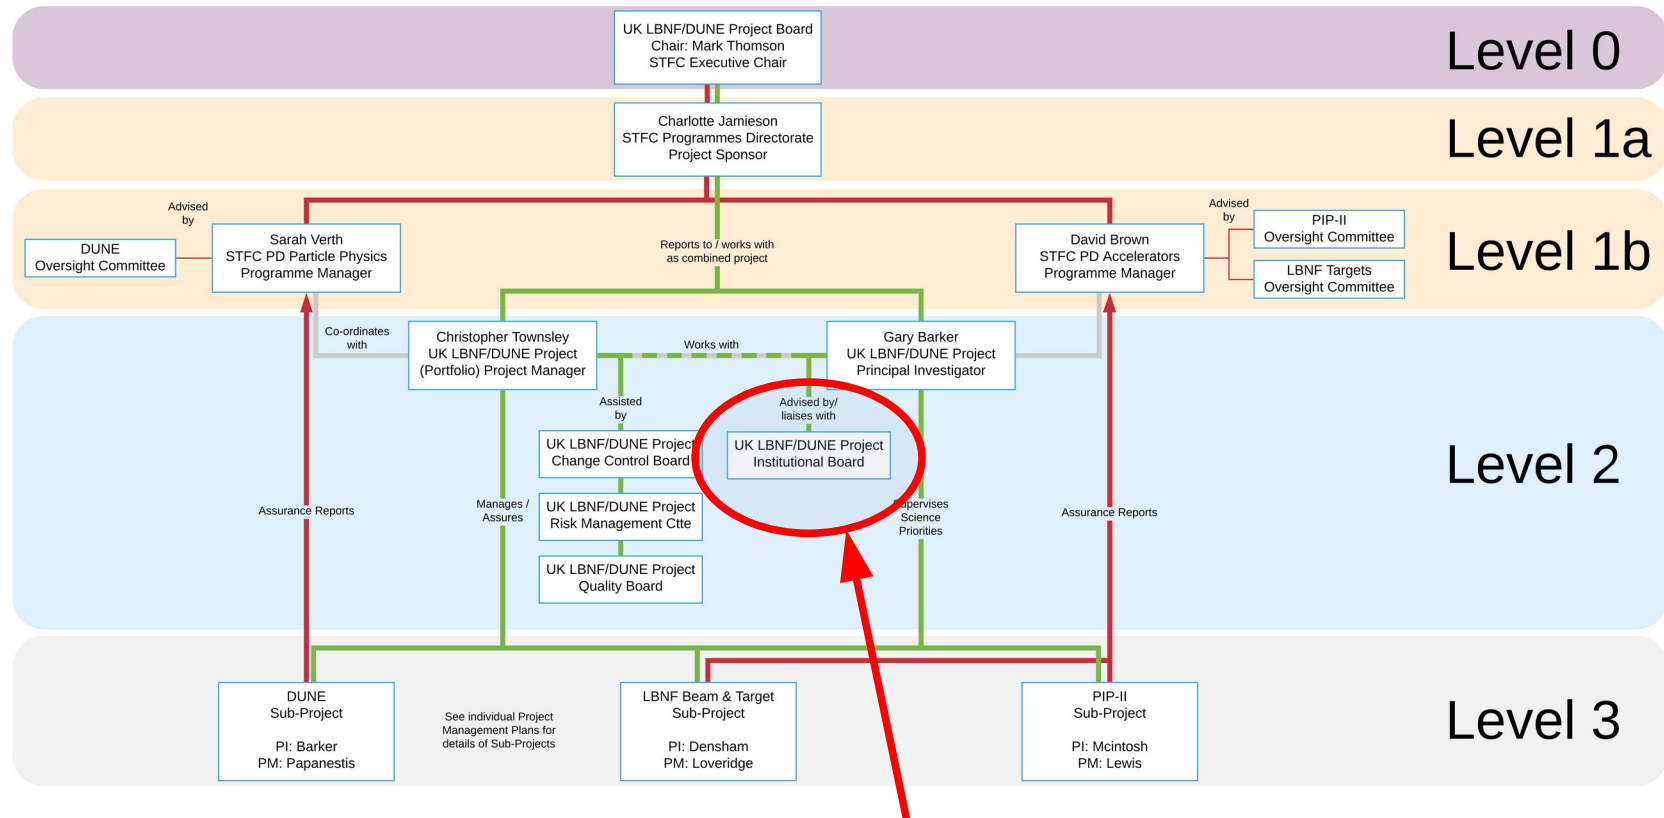 UK LBNF/DUNE Project Board
Chair: Mark Thomson
STFC Executive Chair
Level 0
Charlotte Jamieson
STFC Programmes Directorate
Project Sponsor
Level 1a
Advised
by
DUNE
Oversight Committee
Sarah Verth
STFC PD Particle Physics
Programme Manager
Reports to / works with
as combined project
David Brown
STFC PD Accelerators
Programme Manager
Advised
by
PIP-II
Oversight Committee
LBNF Targets
Oversight Committee
Level 1b
Co-ordinates
with
Christopher Townsley
UK LBNF/DUNE Project
(Portfolio) Project Manager
Works with
Gary Barker
UK LBNF/DUNE Project
Principal Investigator
Assisted
by
Advised by/
liaises with
UK LBNF/DUNE Project
Change Control Board
UK LBNF/DUNE Project
Institutional Board
Level 2
Assurance Reports
Manages /
Assures
UK LBNF/DUNE Project
Risk Management Ctte
Supervises
Science
Priorities
Assurance Reports
UK LBNF/DUNE Project
Quality Board
DUNE
Sub-Project
PI: Barker
PM: Papanestis
See individual Project
Management Plans for
details of Sub-Projects
LBNF Beam & Target
Sub-Project
PI: Densham
PM: Loveridge
PIP-II
Sub-Project
PI: Mcintosh
PM: Lewis
Level 3